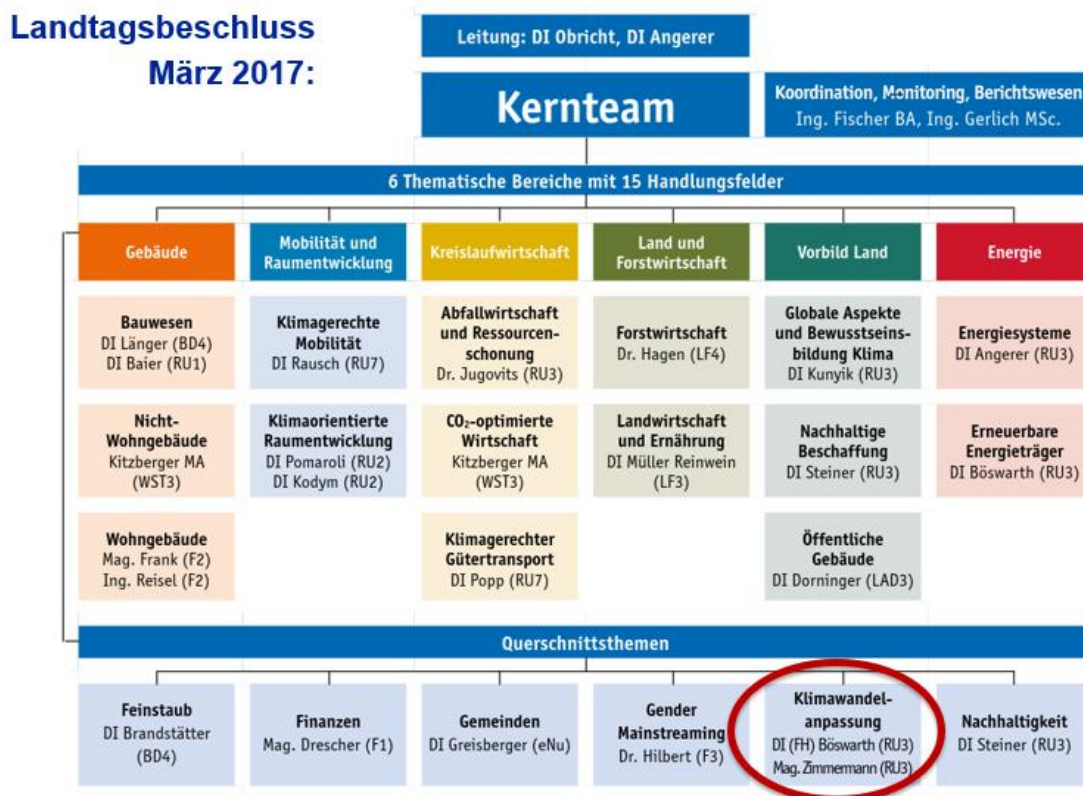 Landtagsbeschluss
März 2017:
Leitung: DI Obricht, DI Angerer
Kernteam
Koordination, Monitoring, Berichtswesen
Ing. Fischer BA, Ing. Gerlich MSc.
6 Thematische Bereiche mit 15 Handlungsfelder
Gebäude
Mobilität und
Raumentwicklung
Kreislaufwirtschaft
Land und
Forstwirtschaft
Vorbild Land
Energie
Bauwesen
DI Länger (BD4)
DI Baier (RU1)
Klimagerechte
Mobilität
DI Rausch (RU7)
Abfallwirtschaft
und Ressourcen-
schonung
Dr. Jugovits (RU3)
Forstwirtschaft
Dr. Hagen (LF4)
Globale Aspekte
und Bewusstseins-
bildung Klima
DI Kunyik (RU3)
Energiesysteme
DI Angerer (RU3)
Nicht-
Wohngebäude
Kitzberger MA
(WST3)
Klimaorientierte
Raumentwicklung
DI Pomaroli (RU2)
DI Kodym (RU2)
CO₂-optimierte
Wirtschaft
Kitzberger MA
(WST3)
Landwirtschaft
und Ernährung
DI Müller Reinwein
(LF3)
Nachhaltige
Beschaffung
DI Steiner (RU3)
Erneuerbare
Energieträger
DI Böswarth (RU3)
Wohngebäude
Mag. Frank (F2)
Ing. Reisel (F2)
Klimagerechter
Gütertransport
DI Popp (RU7)
Öffentliche
Gebäude
DI Dorninger (LAD3)
Querschnittsthemen
Feinstaub
DI Brandstätter
(BD4)
Finanzen
Mag. Drescher (F1)
Gemeinden
DI Greisberger (eNu)
Gender
Mainstreaming
Dr. Hilbert (F3)
Klimawandel-
anpassung
DI (FH) Böswarth (RU3)
Mag. Zimmermann (RU3)
Nachhaltigkeit
DI Steiner (RU3)